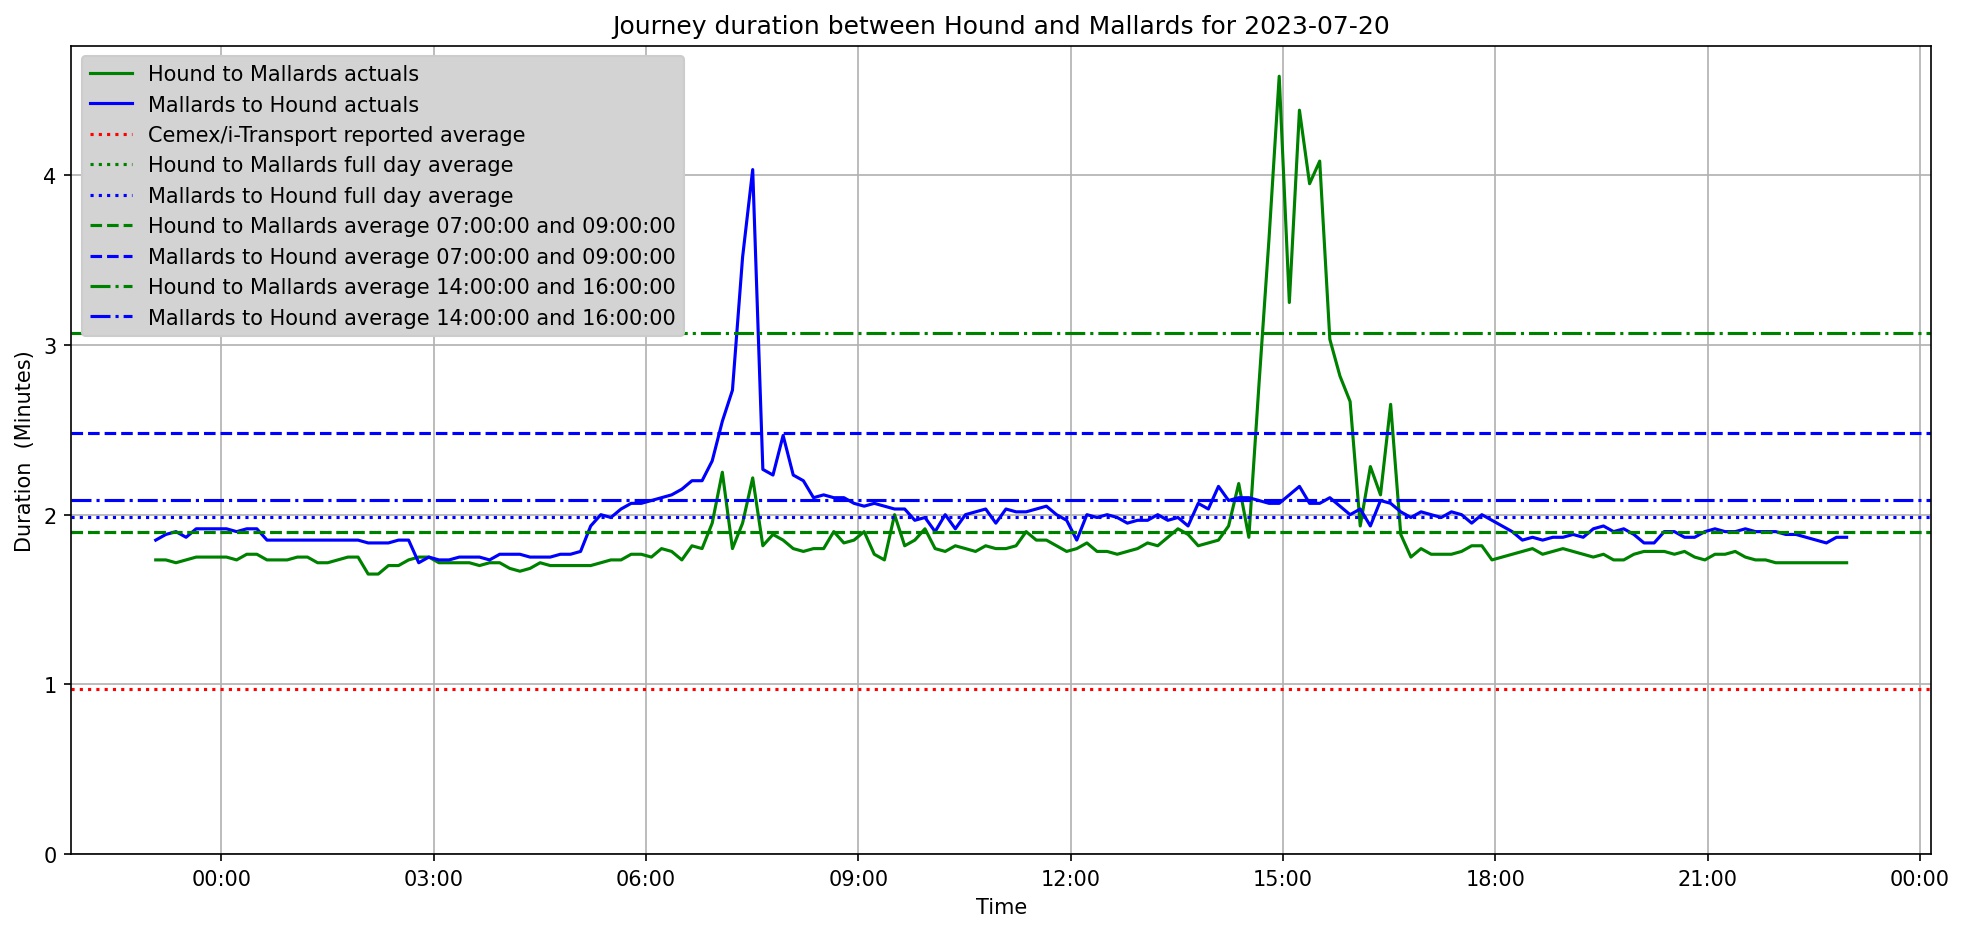 Journey duration between Hound and Mallards for 2023-07-20
Hound to Mallards actuals
Mallards to Hound actuals
Cemex/i-Transport reported average
Hound to Mallards full day average
Mallards to Hound full day average
Hound to Mallards average 07:00:00 and 09:00:00
Mallards to Hound average 07:00:00 and 09:00:00
Hound to Mallards average 14:00:00 and 16:00:00
Mallards to Hound average 14:00:00 and 16:00:00
Duration  (Minutes)
4
3
2
1
0
00:00 03:00 06:00 09:00 12:00 15:00 18:00 21:00 00:00
Time